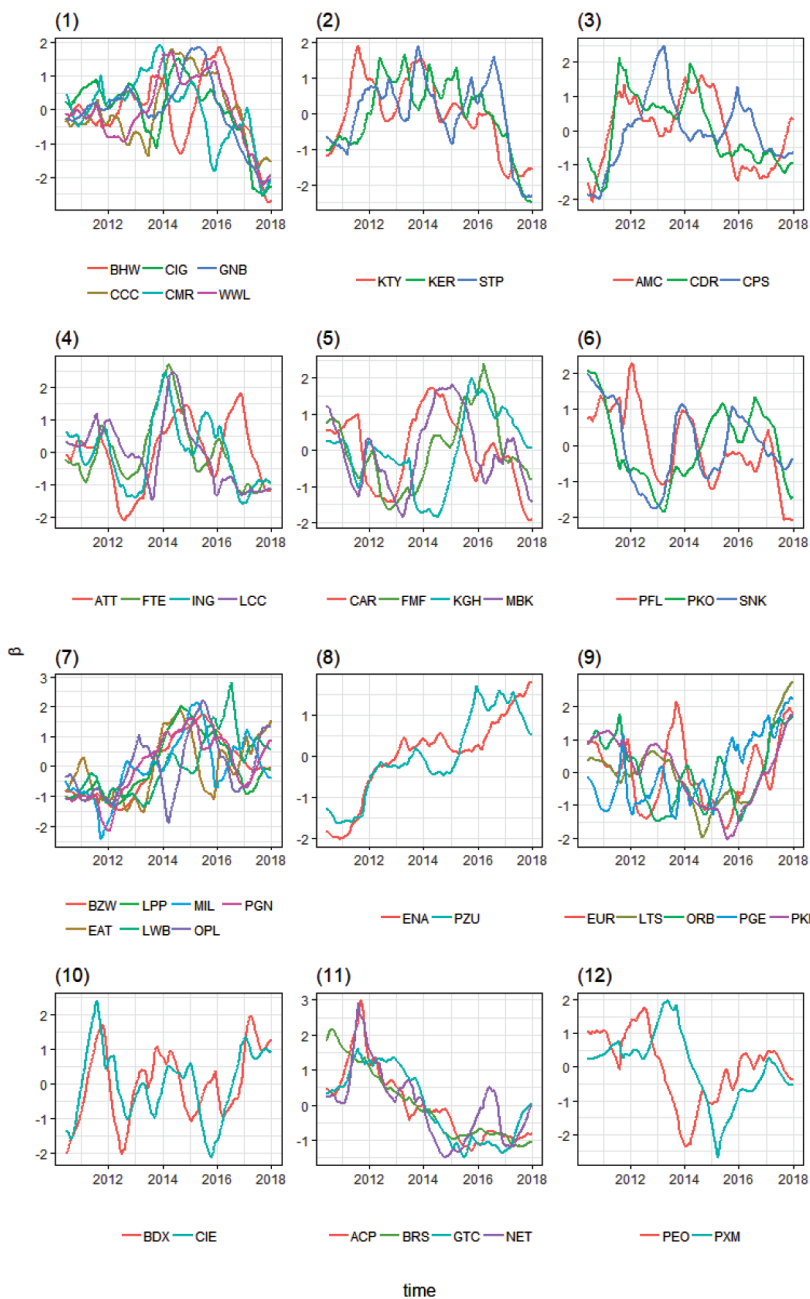 (1) (2) (3)
2 2 2
1 1 1
0 0 0
-1 -1 -1
-2 -2 -2
2012 2014 2016 2018 2012 2014 2016 2018 2012 2014 2016 2018
BHW CIG GNB
CCC CMR WWL
KTY KER STP
AMC CDR CPS
(4) (5) (6)
2 2 2
1 1 1
0 0 0
-1 -1 -1
-2 -2 -2
2012 2014 2016 2018 2012 2014 2016 2018 2012 2014 2016 2018
ATT FTE ING LCC
CAR FMF KGH MBK
PFL PKO SNK
β
(7) (8) (9)
3
2 1 2
1 0 1
0 -1 0
-1 -2 -1
-2 -2
2012 2014 2016 2018 2012 2014 2016 2018 2012 2014 2016 2018
BZW LPP MIL PGN
EAT LWB OPL
ENA PZU
EUR LTS ORB PGE
(10) (11) (12)
3
2 2 2
1 1 1
0 0 0
-1 -1 -1
-2 -2
2012 2014 2016 2018 2012 2014 2016 2018 2012 2014 2016 2018
BDX CIE
ACP BRS GTC NET
PEO PXM
time